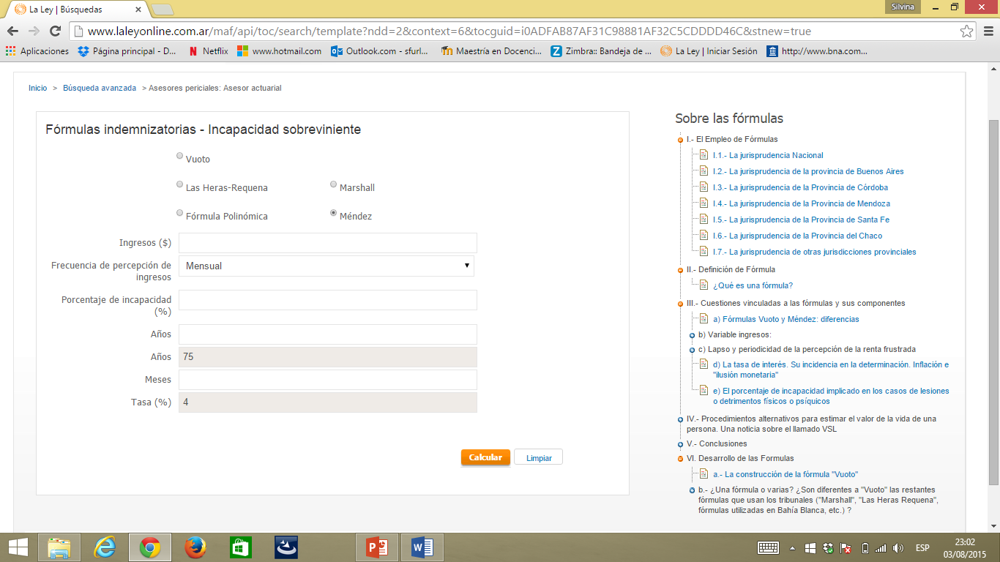 La Ley | Búsquedas
Silvina
www.laleyonline.com.ar/maf/api/toc/search/template?ndd=2&context=6&tocguid=i0ADFAB87AF31C98881AF32C5CDDDD46C&stnew=true
Aplicaciones
Página principal - D...
Netflix
www.hotmail.com
Outlook.com - sfurl...
Maestría en Docenci...
Zimbra:: Bandeja de ...
La Ley | Iniciar Sesión
http://www.bna.com...
Inicio > Búsqueda avanzada > Asesores periciales: Asesor actuarial
Fórmulas indemnizatorias - Incapacidad sobreviniente
Vuoto
Las Heras-Requena
Marshall
Fórmula Polinómica
Méndez
Ingresos ($)
Frecuencia de percepción de
ingresos
Mensual
Porcentaje de incapacidad
(%)
Años
Años
75
Meses
Tasa (%)
4
Calcular
Limpiar
Sobre las fórmulas
I.- El Empleo de Fórmulas
I.1.- La jurisprudencia Nacional
I.2.- La jurisprudencia de la provincia de Buenos Aires
I.3.- La jurisprudencia de la Provincia de Córdoba
I.4.- La jurisprudencia de la Provincia de Mendoza
I.5.- La jurisprudencia de la Provincia de Santa Fe
I.6.- La jurisprudencia de la Provincia del Chaco
I.7.- La jurisprudencia de otras jurisdicciones provinciales
II.- Definición de Fórmula
¿Qué es una fórmula?
III.- Cuestiones vinculadas a las fórmulas y sus componentes
a) Fórmulas Vuoto y Méndez: diferencias
b) Variable ingresos:
c) Lapso y periodicidad de la percepción de la renta frustrada
d) La tasa de interés. Su incidencia en la determinación. Inflación e
"ilusión monetaria"
e) El porcentaje de incapacidad implicado en los casos de lesiones
o detrimentos físicos o psíquicos
IV.- Procedimientos alternativos para estimar el valor de la vida de una
persona. Una noticia sobre el llamado VSL
V.- Conclusiones
VI. Desarrollo de las Formulas
a.- La construcción de la fórmula "Vuoto"
b.- ¿Una fórmula o varias? ¿Son diferentes a "Vuoto" las restantes
fórmulas que usan los tribunales ("Marshall", "Las Heras Requena",
fórmulas utilizadas en Bahía Blanca, etc.) ?
ESP
23:02
03/08/2015